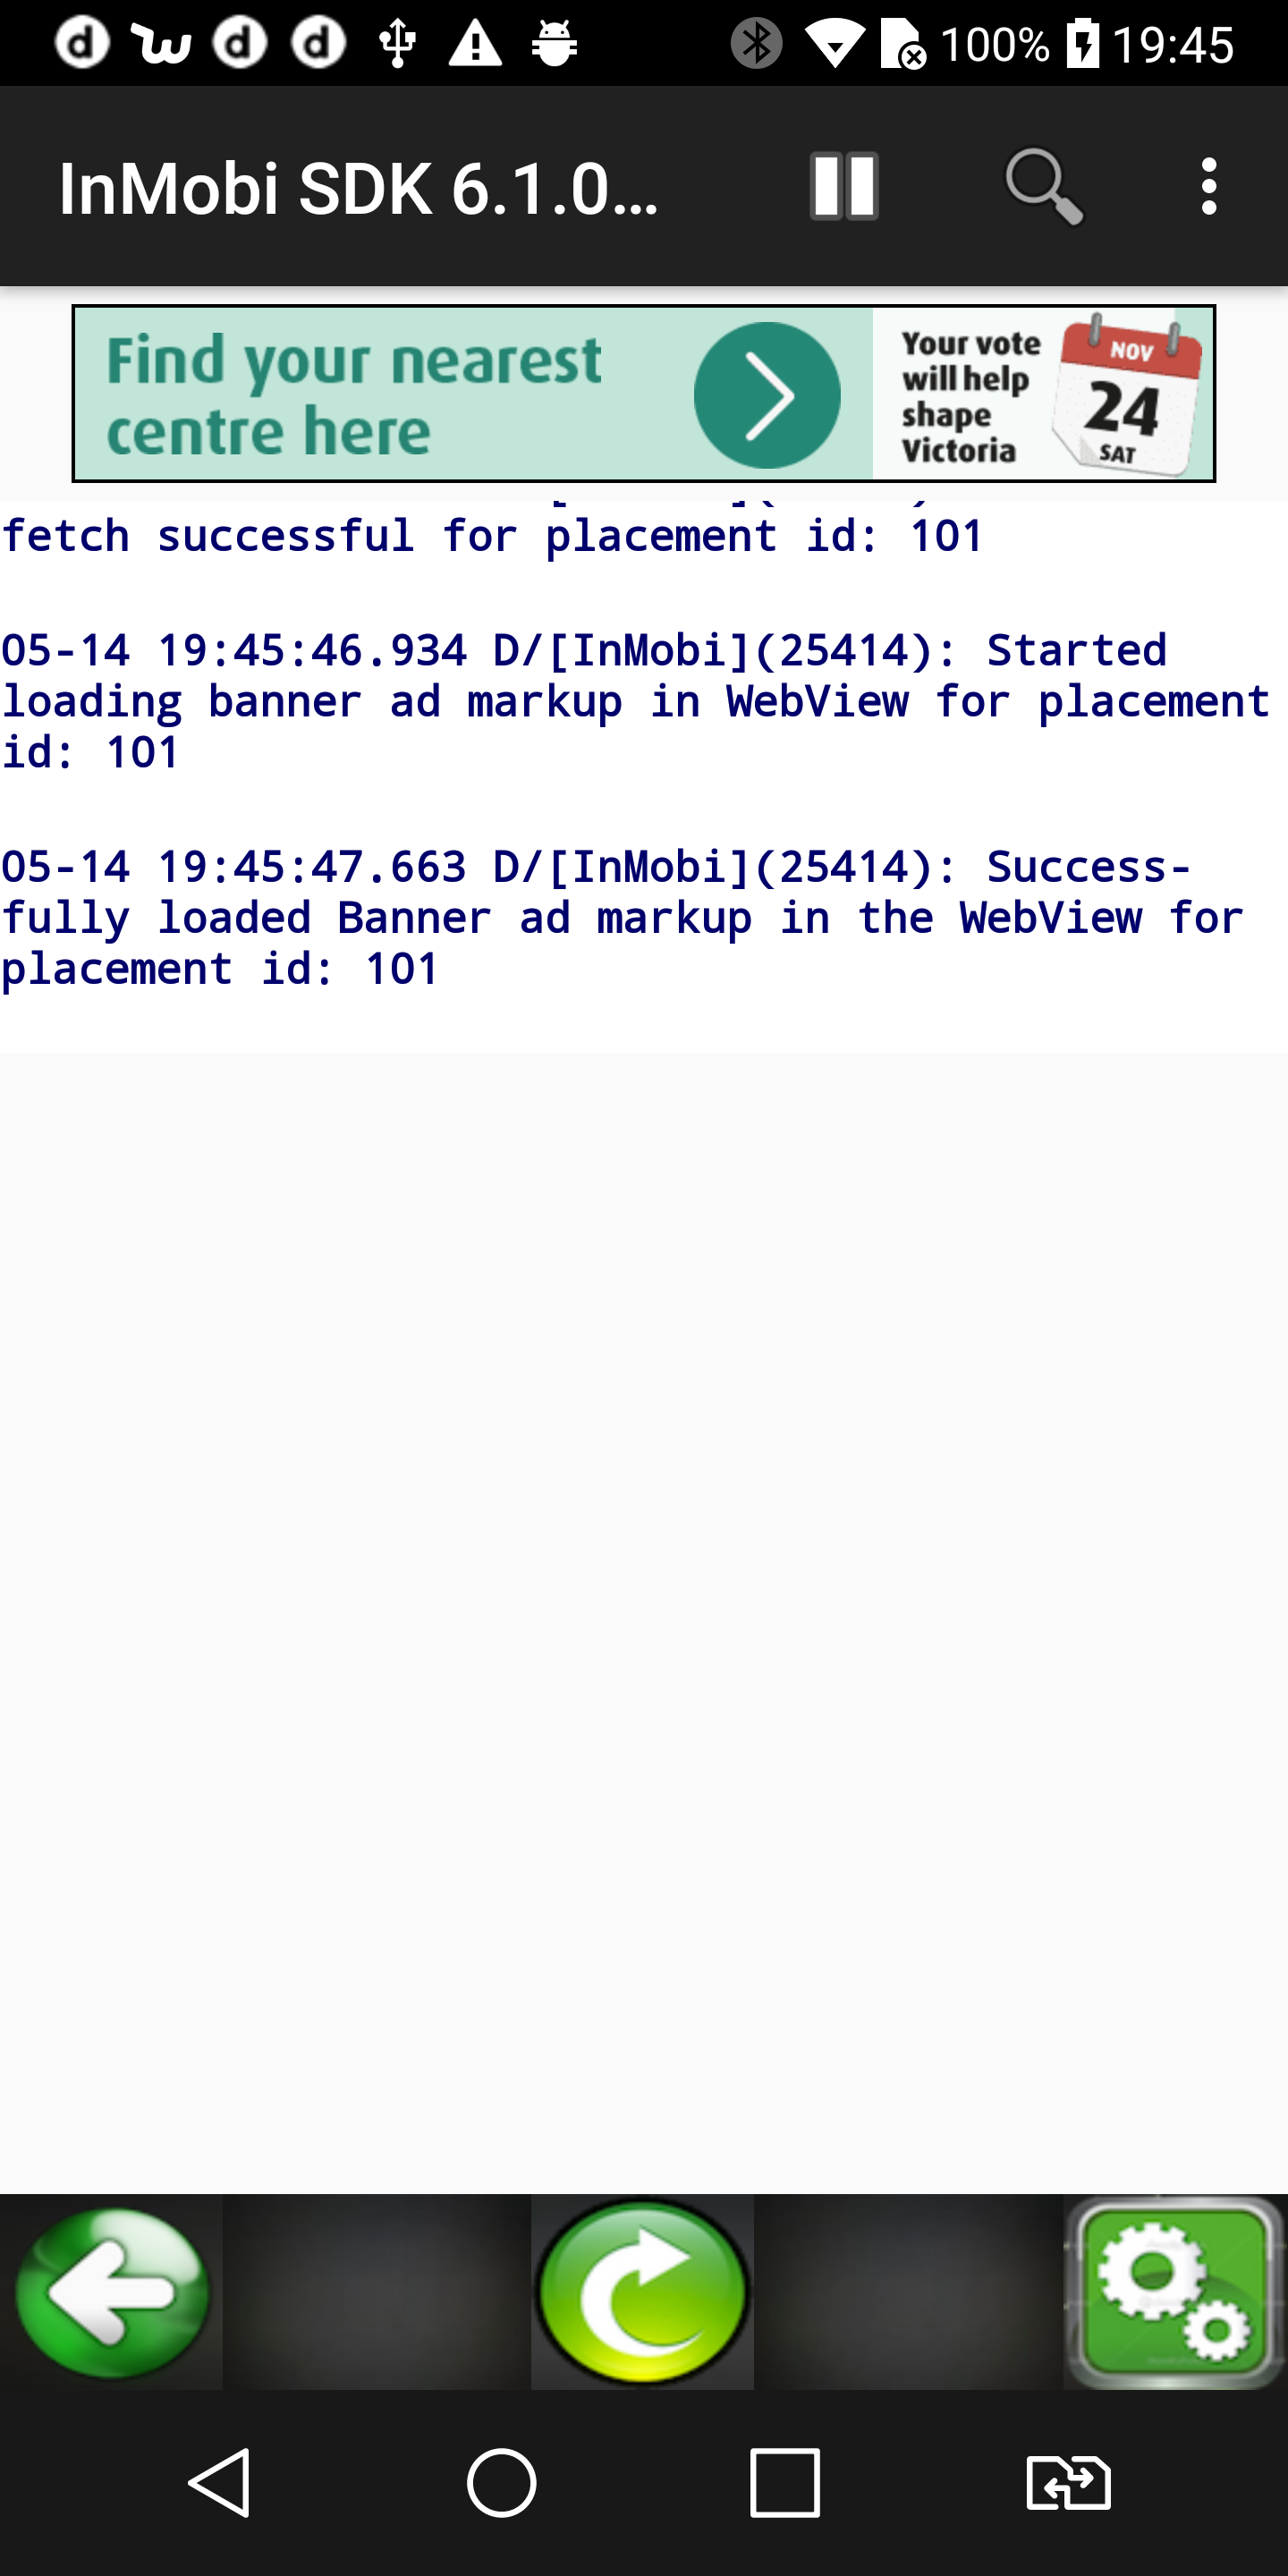 100% 19:45
InMobi SDK 6.1.0…
Find your nearest
centre here
Your vote
will help
shape
Victoria
NOV
24
SAT
fetch successful for placement id: 101
05-14 19:45:46.934 D/[InMobi](25414): Started
loading banner ad markup in WebView for placement
id: 101
05-14 19:45:47.663 D/[InMobi](25414): Success-
fully loaded Banner ad markup in the WebView for
placement id: 101